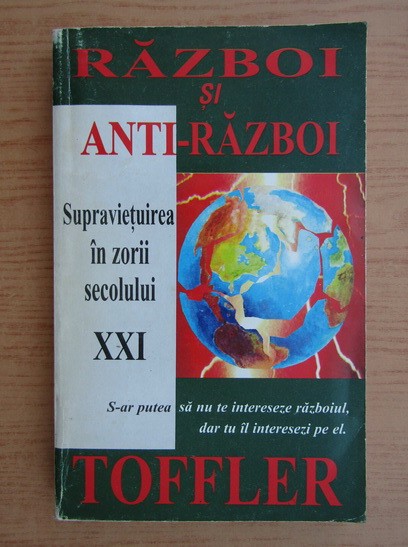 RĂZBOI
ȘI
ANTI-RĂZBOI
Supraviețuirea
în zorii
secolului
XXI
S-ar putea să nu te intereseze războiul,
dar tu îl interesezi pe el.
TOFFLER